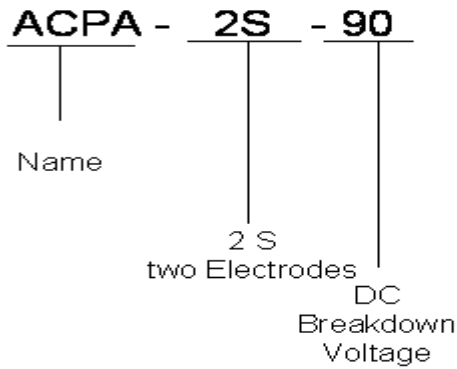 ACPA - 2S - 90
Name
2 S
two Electrodes
DC
Breakdown
Voltage